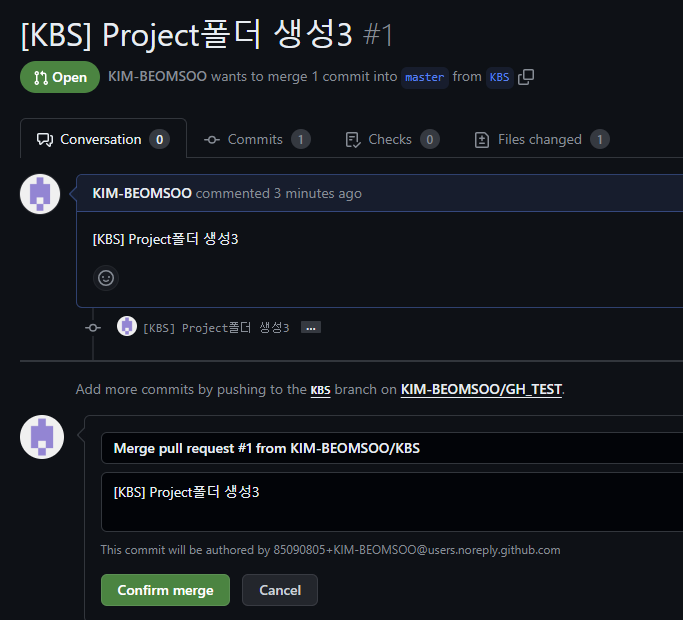 [KBS] Project폴더 생성3 #1
Open KIM-BEOMSOO wants to merge 1 commit into master from KBS
Conversation 0 Commits 1 Checks 0 Files changed 1
KIM-BEOMSOO commented 3 minutes ago
[KBS] Project폴더 생성3
[KBS] Project폴더 생성3 ...
Add more commits by pushing to the KBS branch on KIM-BEOMSOO/GH_TEST.
Merge pull request #1 from KIM-BEOMSOO/KBS
[KBS] Project폴더 생성3
This commit will be authored by 85090805+KIM-BEOMSOO@users.noreply.github.com
Confirm merge Cancel